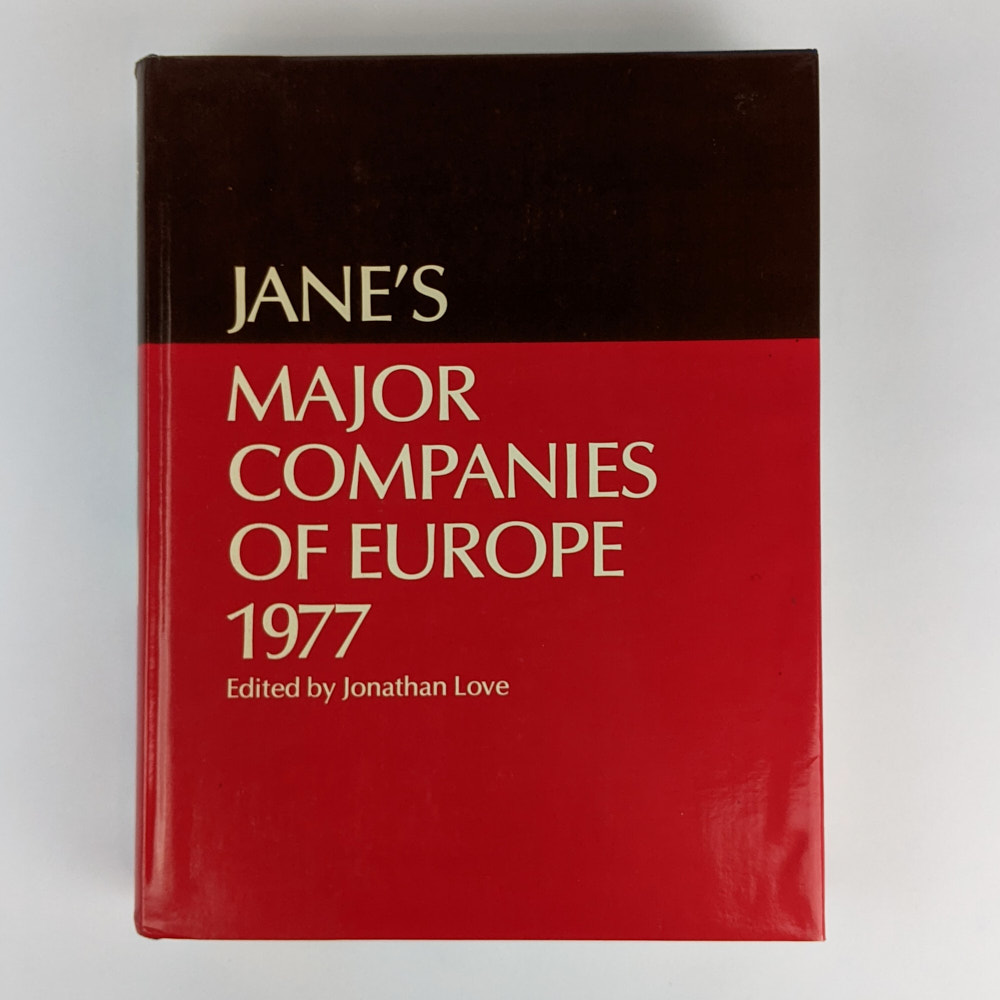 JANE'S
MAJOR
COMPANIES
OF EUROPE
1977
Edited by Jonathan Love